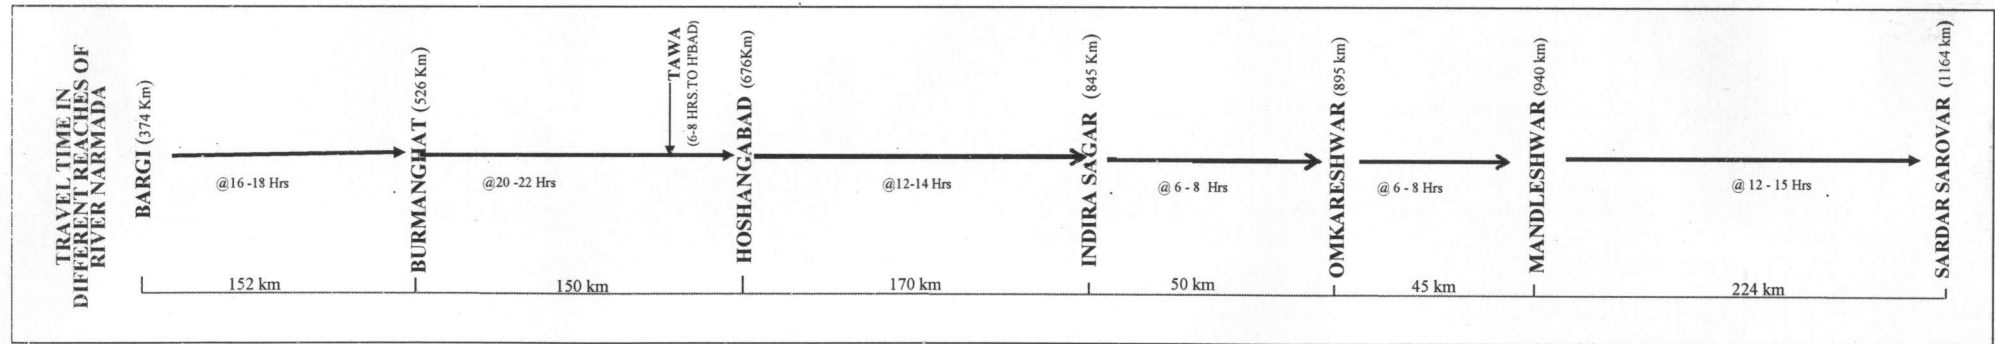 TRAVEL TIME IN
DIFFERENT REACHES OF
RIVER NARMADA
BARGI (374 Km)
@16 -18 Hrs
152 km
BURMANGHAT (526 Km)
@20 -22 Hrs
150 km
TAWA
(6-8 HRS.TO H'BAD)
HOSHANGABAD (676Km)
@12-14 Hrs
170 km
INDIRA SAGAR (845 Km)
@ 6 - 8 Hrs
50 km
OMKARESHWAR (895 km)
@ 6 - 8 Hrs
45 km
MANDLESHWAR (940 km)
@ 12 - 15 Hrs
224 km
SARDAR SAROVAR (1164 km)